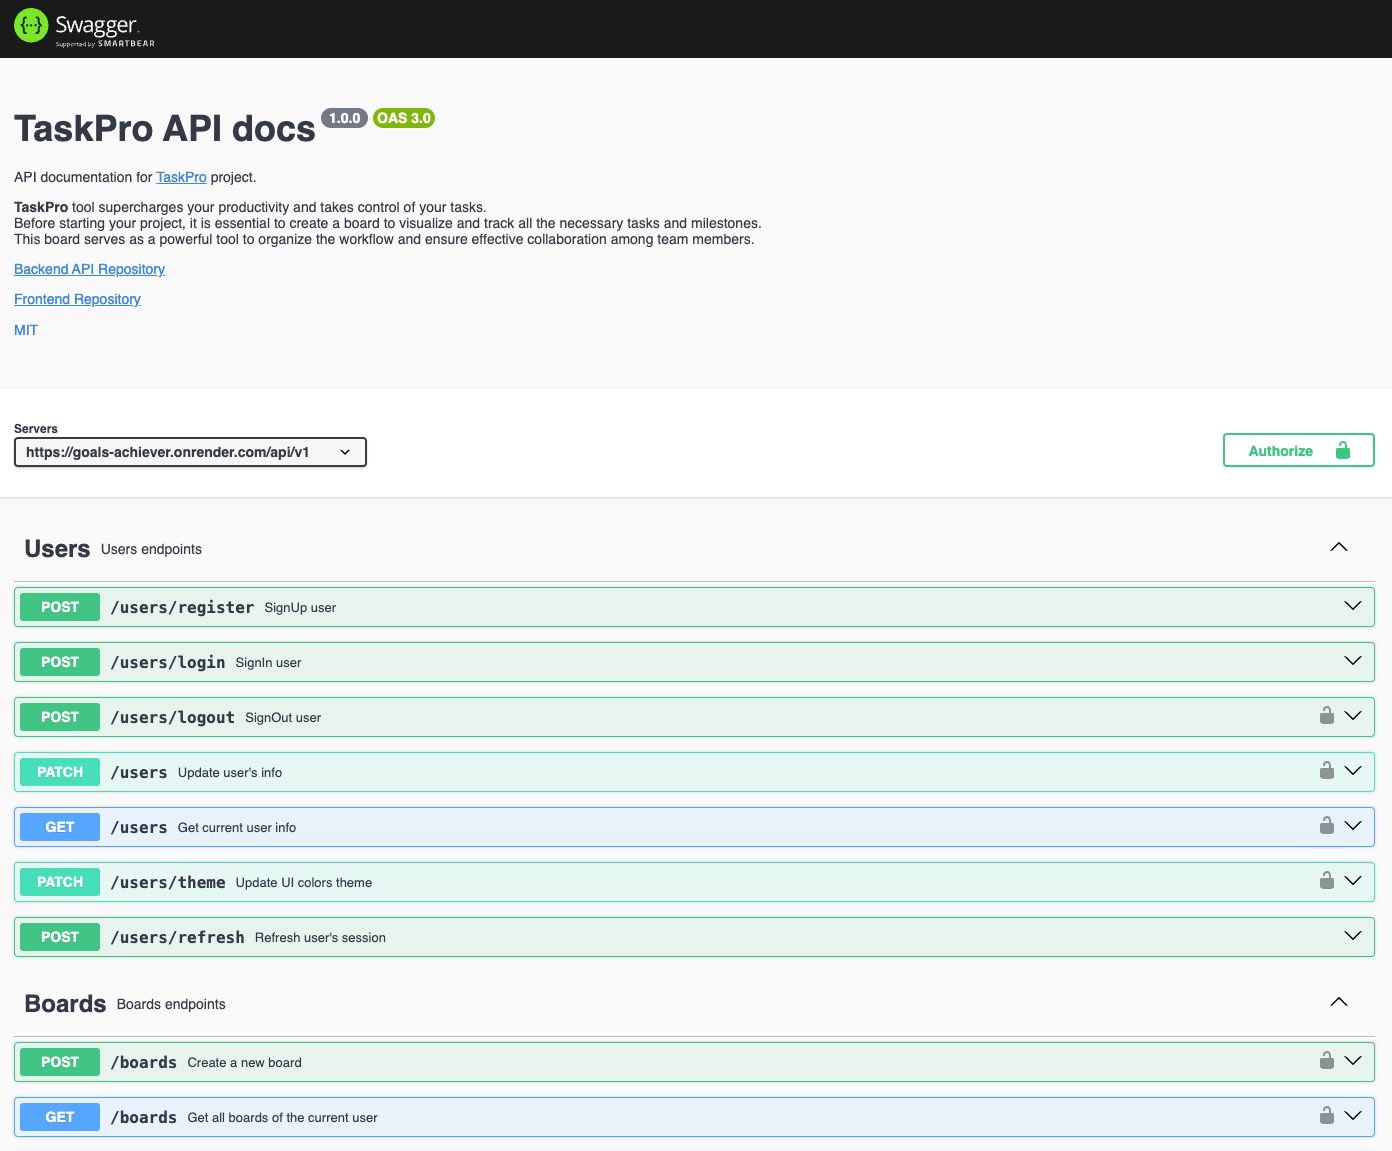 Swagger
Supported by SMARTBEAR
TaskPro API docs 1.0.0 OAS 3.0
API documentation for TaskPro project.
TaskPro tool supercharges your productivity and takes control of your tasks.
Before starting your project, it is essential to create a board to visualize and track all the necessary tasks and milestones.
This board serves as a powerful tool to organize the workflow and ensure effective collaboration among team members.
Backend API Repository
Frontend Repository
MIT
Servers
https://goals-achiever.onrender.com/api/v1
Authorize
Users Users endpoints
POST /users/register SignUp user
POST /users/login SignIn user
POST /users/logout SignOut user
PATCH /users Update user's info
GET /users Get current user info
PATCH /users/theme Update UI colors theme
POST /users/refresh Refresh user's session
Boards Boards endpoints
POST /boards Create a new board
GET /boards Get all boards of the current user